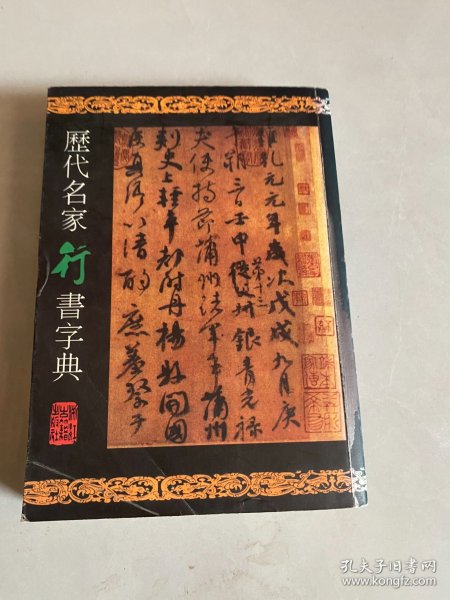 歷代名家行書字典
維乾元元年歲次戊戌九月庚
午朔三日壬申第十三從父銀青光祿
夫使持節蒲州諸軍事蒲州
刺史上輕車都尉丹楊縣開國
侯真卿以清酌庶羞祭于
孔夫子旧书网
www.kongfz.com